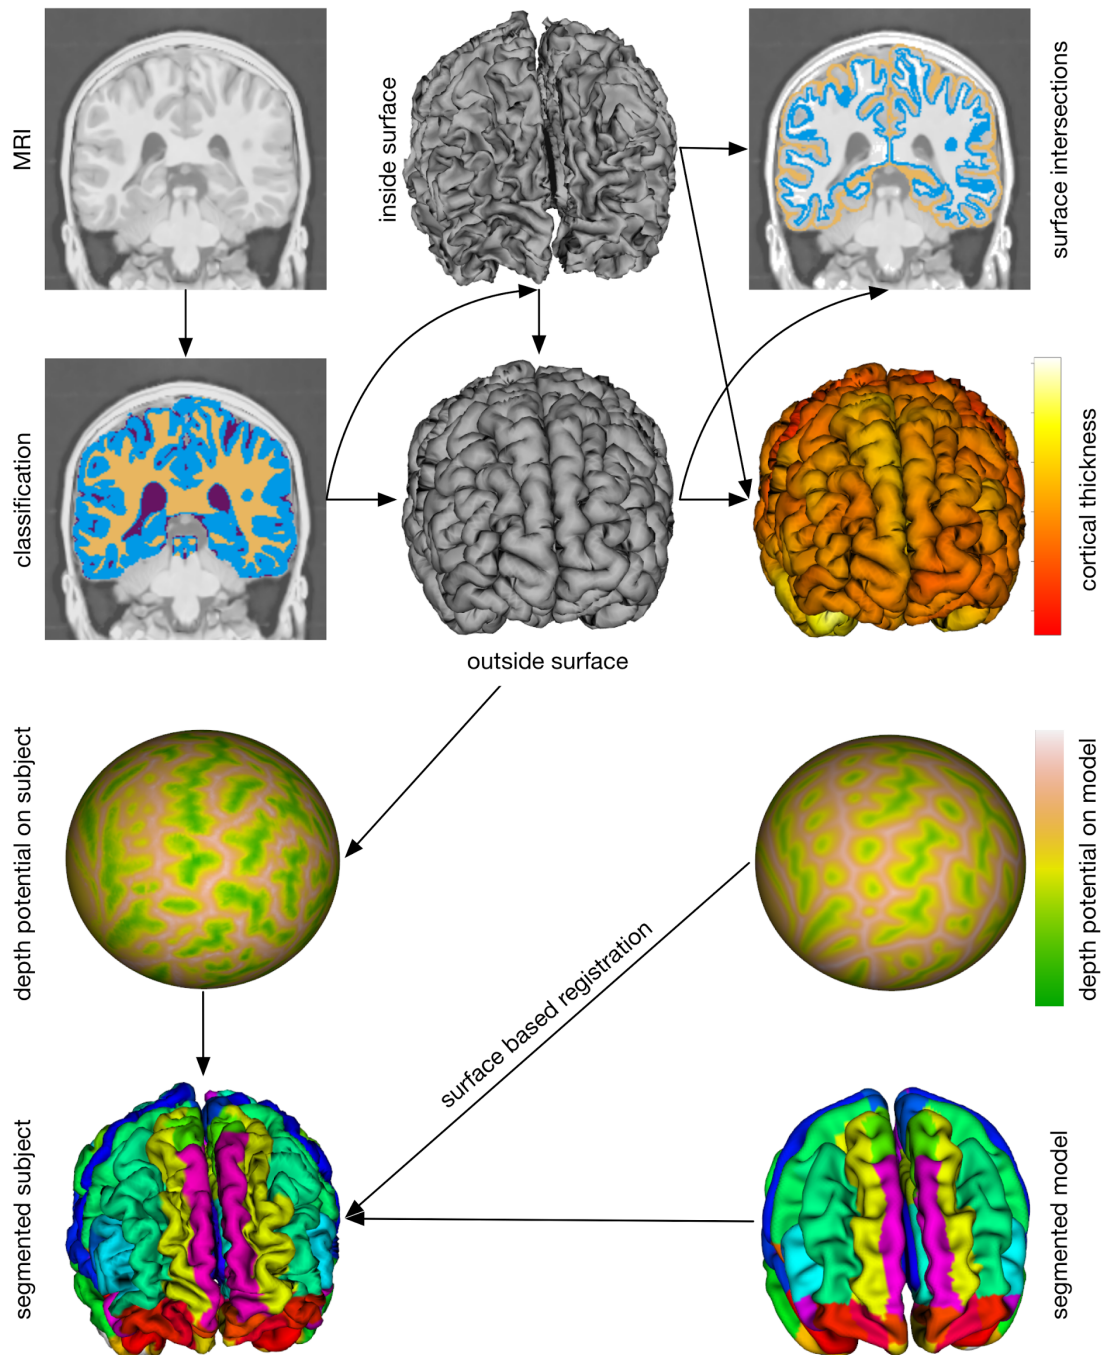 MRI
inside surface
surface intersections
classification
cortical thickness
outside surface
depth potential on subject
depth potential on model
surface based registration
segmented subject
segmented model